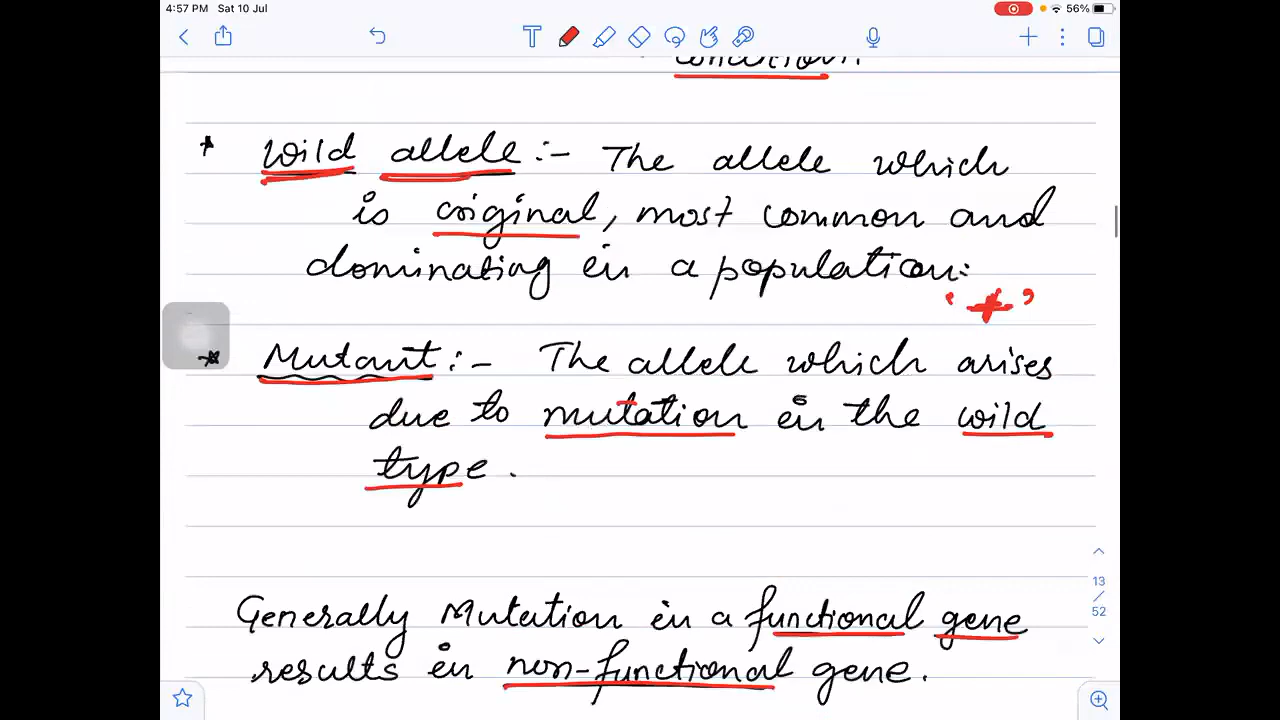 4:57 PM Sat 10 Jul
56%
condition.
* Wild allele :- The allele which
is original, most common and
dominating in a population.
' + '
* Mutant :- The allele which arises
due to mutation in the wild
type.
13
/
52
Generally Mutation in a functional gene
results in non-functional gene.